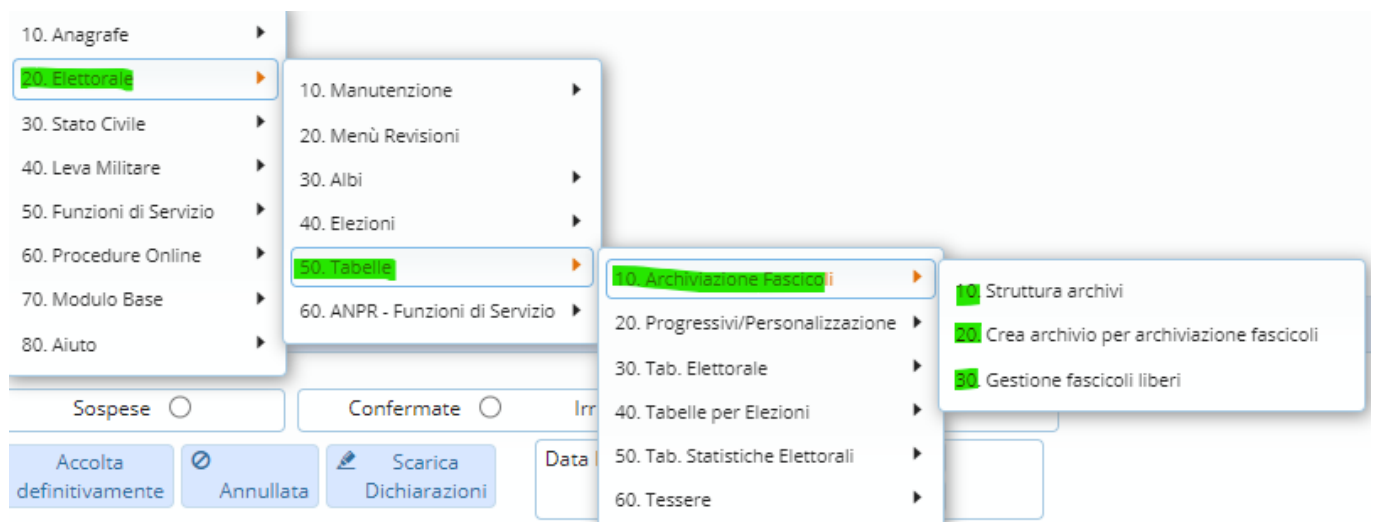 10. Anagrafe
20. Elettorale
30. Stato Civile
40. Leva Militare
50. Funzioni di Servizio
60. Procedure Online
70. Modulo Base
80. Aiuto
10. Manutenzione
20. Menù Revisioni
30. Albi
40. Elezioni
50. Tabelle
60. ANPR - Funzioni di Servizio
10. Archiviazione Fascicoli
20. Progressivi/Personalizzazione
30. Tab. Elettorale
40. Tabelle per Elezioni
50. Tab. Statistiche Elettorali
60. Tessere
10. Struttura archivi
20. Crea archivio per archiviazione fascicoli
30. Gestione fascicoli liberi
Sospese
Confermate
Irr
Accolta
definitivamente
Annullata
Scarica
Dichiarazioni
Data